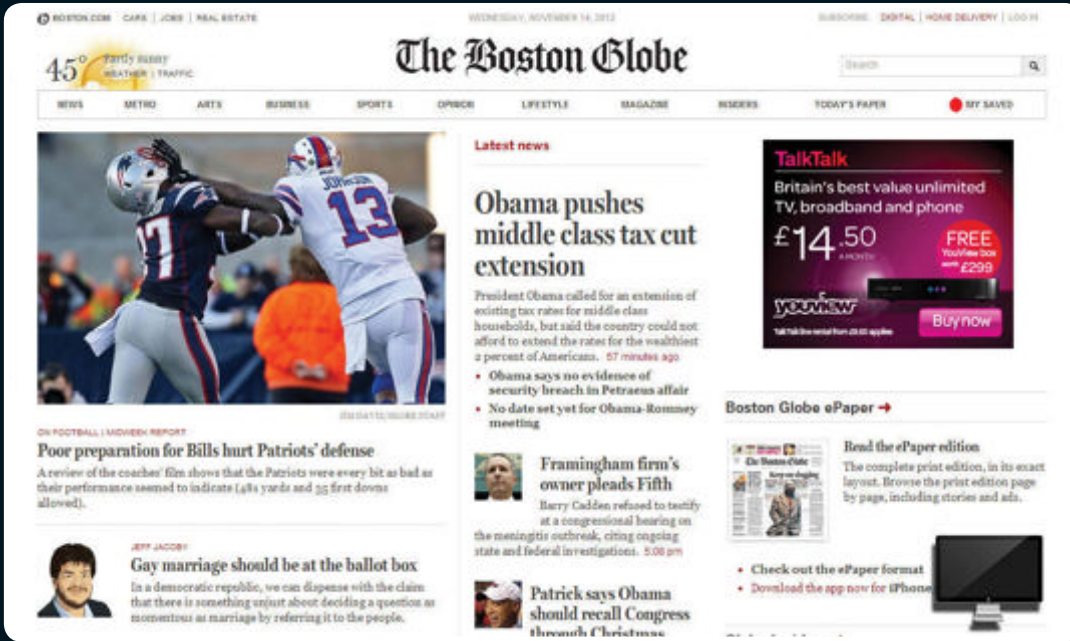 BOSTON.COM CARS | JOBS | REAL ESTATE
WEDNESDAY, NOVEMBER 14, 2012
SUBSCRIBE DIGITAL | HOME DELIVERY | LOG IN
45° Partly sunny
WEATHER | TRAFFIC
The Boston Globe
Search
NEWS METRO ARTS BUSINESS SPORTS OPINION LIFESTYLE MAGAZINE INSIDERS TODAY'S PAPER MY SAVED
JOHNSON
13
ON FOOTBALL | MIDWEEK REPORT
Poor preparation for Bills hurt Patriots' defense
A review of the coaches' film shows that the Patriots were every bit as bad as
their performance seemed to indicate (481 yards and 35 first downs
allowed).
JEFF JACOBY
Gay marriage should be at the ballot box
In a democratic republic, we can dispense with the claim
that there is something unjust about deciding a question as
momentous as marriage by referring it to the people.
Latest news
Obama pushes
middle class tax cut
extension
President Obama called for an extension of
existing tax rates for middle class
households, but said the country could not
afford to extend the rates for the wealthiest
2 percent of Americans. 57 minutes ago
• Obama says no evidence of
security breach in Petraeus affair
• No date set yet for Obama-Romney
meeting
Framingham firm's
owner pleads Fifth
Barry Cadden refused to testify
at a congressional hearing on
the meningitis outbreak, citing ongoing
state and federal investigations. 5:08 pm
Patrick says Obama
should recall Congress
through Christmas
TalkTalk
Britain's best value unlimited
TV, broadband and phone
£14.50
A MONTH
FREE
YouView box
worth £299
youview
Buy now
Boston Globe ePaper →
The Boston Globe
Read the ePaper edition
The complete print edition, in its exact
layout. Browse the print edition page
by page, including stories and ads.
• Check out the ePaper format
• Download the app now for iPhone